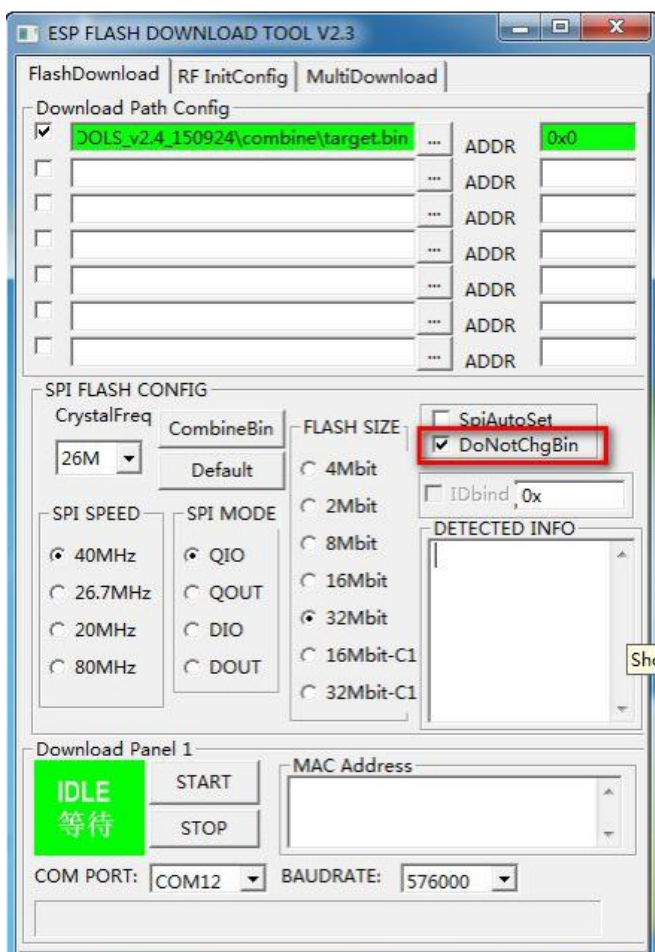 ESP FLASH DOWNLOAD TOOL V2.3
FlashDownload RF InitConfig MultiDownload
Download Path Config
DOLS_v2.4_150924\combine\target.bin ... ADDR 0x0
... ADDR
... ADDR
... ADDR
... ADDR
... ADDR
... ADDR
SPI FLASH CONFIG
CrystalFreq
26M
CombineBin
Default
SPI SPEED
40MHz
26.7MHz
20MHz
80MHz
SPI MODE
QIO
QOUT
DIO
DOUT
FLASH SIZE
4Mbit
2Mbit
8Mbit
16Mbit
32Mbit
16Mbit-C1
32Mbit-C1
SpiAutoSet
DoNotChgBin
IDbind 0x
DETECTED INFO
Sho
Download Panel 1
IDLE
等待
START
STOP
MAC Address
COM PORT: COM12 BAUDRATE: 576000